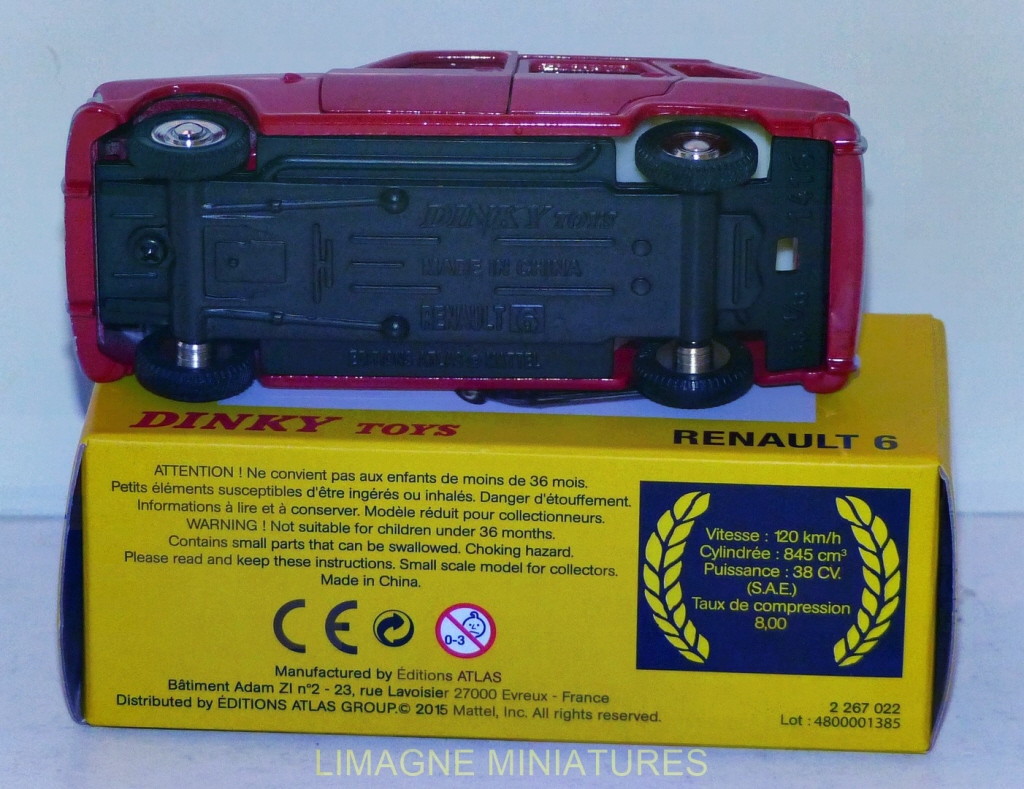 1416
DINKY TOYS
MADE IN CHINA
RENAULT 6
EDITIONS ATLAS © MATTEL
DINKY TOYS
RENAULT 6
ATTENTION ! Ne convient pas aux enfants de moins de 36 mois.
Petits éléments susceptibles d'être ingérés ou inhalés. Danger d'étouffement.
Informations à lire et à conserver. Modèle réduit pour collectionneurs.
WARNING ! Not suitable for children under 36 months.
Contains small parts that can be swallowed. Choking hazard.
Please read and keep these instructions. Small scale model for collectors.
Made in China.
CE
0-3
Manufactured by Éditions ATLAS
Bâtiment Adam ZI n°2 - 23, rue Lavoisier 27000 Evreux - France
Distributed by ÉDITIONS ATLAS GROUP.© 2015 Mattel, Inc. All rights reserved.
Vitesse : 120 km/h
Cylindrée : 845 cm³
Puissance : 38 CV.
(S.A.E.)
Taux de compression
8,00
2 267 022
Lot : 4800001385
LIMAGNE MINIATURES